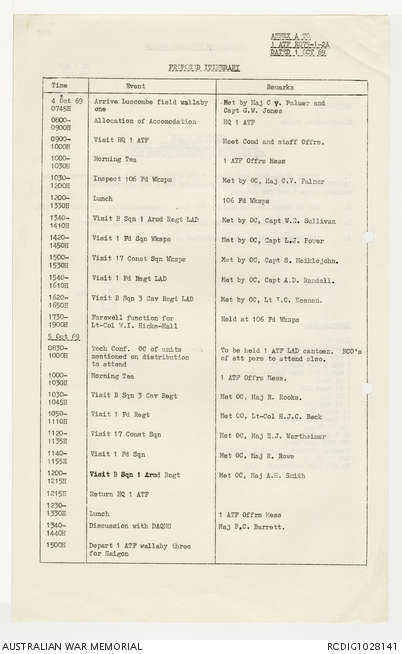 ANNEX A TO
1 ATF R075-1-2A
DATED 1 OCT 69
PROPOSED ITINERARY
Time Event Remarks
4 Oct 69 Arrive Luscombe field wallaby Met by Maj C V. Palmer and
0745H one Capt G.W. Jones
0800- Allocation of Accomodation HQ 1 ATF
0900H
0900- Visit HQ 1 ATF Meet Comd and staff Offrs.
1000H
1000- Morning Tea 1 ATF Offrs Mess
1030H
1030- Inspect 106 Fd Wksps Met by OC, Maj C.V. Palmer
1200H
1200- Lunch 106 Fd Wksps
1330H
1340- Visit B Sqn 1 Armd Regt LAD Met by OC, Capt W.Z. Sullivan
1410H
1420- Visit 1 Fd Sqn Wksps Met by OC, Capt L.J. Power
1450H
1500- Visit 17 Const Sqn Wksps Met by OC, Capt S. Meiklejohn.
1530H
1540- Visit 1 Fd Regt LAD Met by OC, Capt A.D. Randall.
1610H
1620- Visit B Sqn 3 Cav Regt LAD Met by OC, Lt T.C. Keenan.
1650H
1730- Farewell function for Held at 106 Fd Wksps
1900H Lt-Col W.I. Hicks-Hall
5 Oct 69
0830- Tech Conf. OC of units To be held 1 ATF LAD canteen. NCO's
1000H mentioned on distribution of att pers to attend also.
to attend
1000- Morning Tea 1 ATF Offrs Mess.
1030H
1030- Visit B Sqn 3 Cav Regt Met OC, Maj R. Rooks.
1045H
1050- Visit 1 Fd Regt Met CO, Lt-Col H.J.C. Beck
1110H
1120- Visit 17 Const Sqn Met OC, Maj H.J. Wertheimer
1135H
1140- Visit 1 Fd Sqn Met OC, Maj R. Rowe
1155H
1200- Visit B Sqn 1 Armd Regt Met OC, Maj A.H. Smith
1215H
1215H Return HQ 1 ATF
1230-
1330H Lunch 1 ATF Offrs Mess
1340- Discussion with DAQMG Maj B.C. Barrett.
1440H
1500H Depart 1 ATF wallaby three
for Saigon
AUSTRALIAN WAR MEMORIAL RCDIG1028141